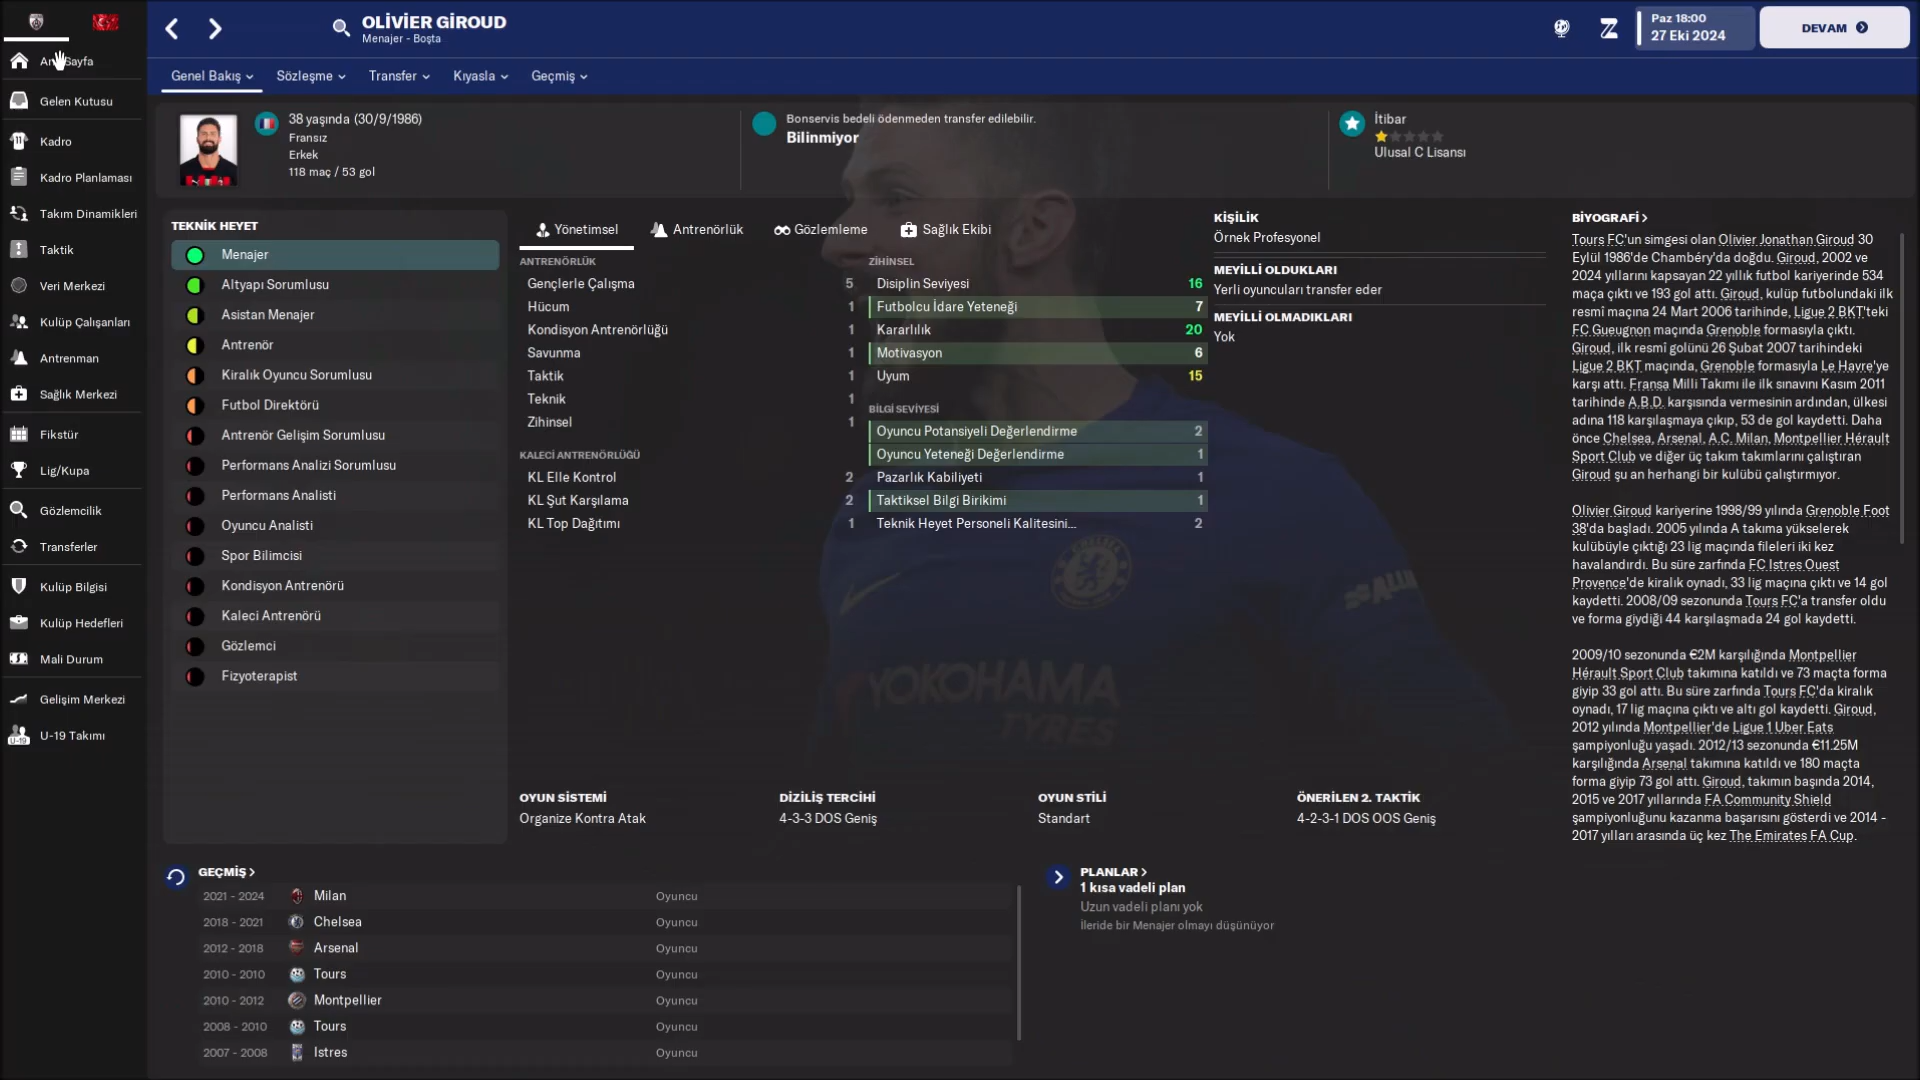 OLİVİER GİROUD
Menajer - Boşta
Paz 18:00
27 Eki 2024
DEVAM
Genel Bakış
Sözleşme
Transfer
Kıyasla
Geçmiş
Gelen Kutusu
Kadro
Kadro Planlaması
Takım Dinamikleri
Taktik
Veri Merkezi
Kulüp Çalışanları
Antrenman
Sağlık Merkezi
Fikstür
Lig/Kupa
Gözlemcilik
Transferler
Kulüp Bilgisi
Kulüp Hedefleri
Mali Durum
Gelişim Merkezi
U-19 Takımı
38 yaşında (30/9/1986)
Fransız
Erkek
118 maç / 53 gol
Bonservis bedeli ödenmeden transfer edilebilir.
Bilinmiyor
İtibar
Ulusal C Lisansı
TEKNİK HEYET
Menajer
Altyapı Sorumlusu
Asistan Menajer
Antrenör
Kiralık Oyuncu Sorumlusu
Futbol Direktörü
Antrenör Gelişim Sorumlusu
Performans Analizi Sorumlusu
Performans Analisti
Oyuncu Analisti
Spor Bilimcisi
Kondisyon Antrenörü
Kaleci Antrenörü
Gözlemci
Fizyoterapist
Yönetimsel
Antrenörlük
Gözlemleme
Sağlık Ekibi
ANTRENÖRLÜK
Gençlerle Çalışma 5
Hücum 1
Kondisyon Antrenörlüğü 1
Savunma 1
Taktik 1
Teknik 1
Zihinsel 1
KALECİ ANTRENÖRLÜĞÜ
KL Elle Kontrol 2
KL Şut Karşılama 2
KL Top Dağıtımı 1
ZİHİNSEL
Disiplin Seviyesi 16
Futbolcu İdare Yeteneği 7
Kararlılık 20
Motivasyon 6
Uyum 15
BİLGİ SEVİYESİ
Oyuncu Potansiyeli Değerlendirme 2
Oyuncu Yeteneği Değerlendirme 1
Pazarlık Kabiliyeti 1
Taktiksel Bilgi Birikimi 1
Teknik Heyet Personeli Kalitesini... 2
KİŞİLİK
Örnek Profesyonel
MEYİLLİ OLDUKLARI
Yerli oyuncuları transfer eder
MEYİLLİ OLMADIKLARI
Yok
YOKOHAMA
TYRES
OYUN SİSTEMİ
Organize Kontra Atak
DİZİLİŞ TERCİHİ
4-3-3 DOS Geniş
OYUN STİLİ
Standart
ÖNERİLEN 2. TAKTİK
4-2-3-1 DOS OOS Geniş
BİYOGRAFİ >
Tours FC'un simgesi olan Olivier Jonathan Giroud 30
Eylül 1986'de Chambéry'da doğdu. Giroud, 2002 ve
2024 yıllarını kapsayan 22 yıllık futbol kariyerinde 534
maça çıktı ve 193 gol attı. Giroud, kulüp futbolundaki ilk
resmî maçına 24 Mart 2006 tarihinde, Ligue 2 BKT'teki
FC Gueugnon maçında Grenoble formasıyla çıktı.
Giroud, ilk resmî golünü 26 Şubat 2007 tarihindeki
Ligue 2 BKT maçında, Grenoble formasıyla Le Havre'ye
karşı attı. Fransa Milli Takımı ile ilk sınavını Kasım 2011
tarihinde A.B.D. karşısında vermesinin ardından, ülkesi
adına 118 karşılaşmaya çıkıp, 53 de gol kaydetti. Daha
önce Chelsea, Arsenal, A.C. Milan, Montpellier Hérault
Sport Club ve diğer üç takım takımlarını çalıştıran
Giroud şu an herhangi bir kulübü çalıştırmıyor.
Olivier Giroud kariyerine 1998/99 yılında Grenoble Foot
38'da başladı. 2005 yılında A takıma yükselerek
kulübüyle çıktığı 23 lig maçında fileleri iki kez
havalandırdı. Bu süre zarfında FC Istres Ouest
Provence'de kiralık oynadı, 33 lig maçına çıktı ve 14 gol
kaydetti. 2008/09 sezonunda Tours FC'a transfer oldu
ve forma giydiği 44 karşılaşmada 24 gol kaydetti.
2009/10 sezonunda €2M karşılığında Montpellier
Hérault Sport Club takımına katıldı ve 73 maçta forma
giyip 33 gol attı. Bu süre zarfında Tours FC'da kiralık
oynadı, 17 lig maçına çıktı ve altı gol kaydetti. Giroud,
2012 yılında Montpellier'de Ligue 1 Uber Eats
şampiyonluğu yaşadı. 2012/13 sezonunda €11.25M
karşılığında Arsenal takımına katıldı ve 180 maçta
forma giyip 73 gol attı. Giroud, takımın başında 2014,
2015 ve 2017 yıllarında FA Community Shield
şampiyonluğunu kazanma başarısını gösterdi ve 2014 -
2017 yılları arasında üç kez The Emirates FA Cup.
GEÇMİŞ >
2021 - 2024 Milan Oyuncu
2018 - 2021 Chelsea Oyuncu
2012 - 2018 Arsenal Oyuncu
2010 - 2010 Tours Oyuncu
2010 - 2012 Montpellier Oyuncu
2008 - 2010 Tours Oyuncu
2007 - 2008 Istres Oyuncu
PLANLAR >
1 kısa vadeli plan
Uzun vadeli planı yok
İleride bir Menajer olmayı düşünüyor